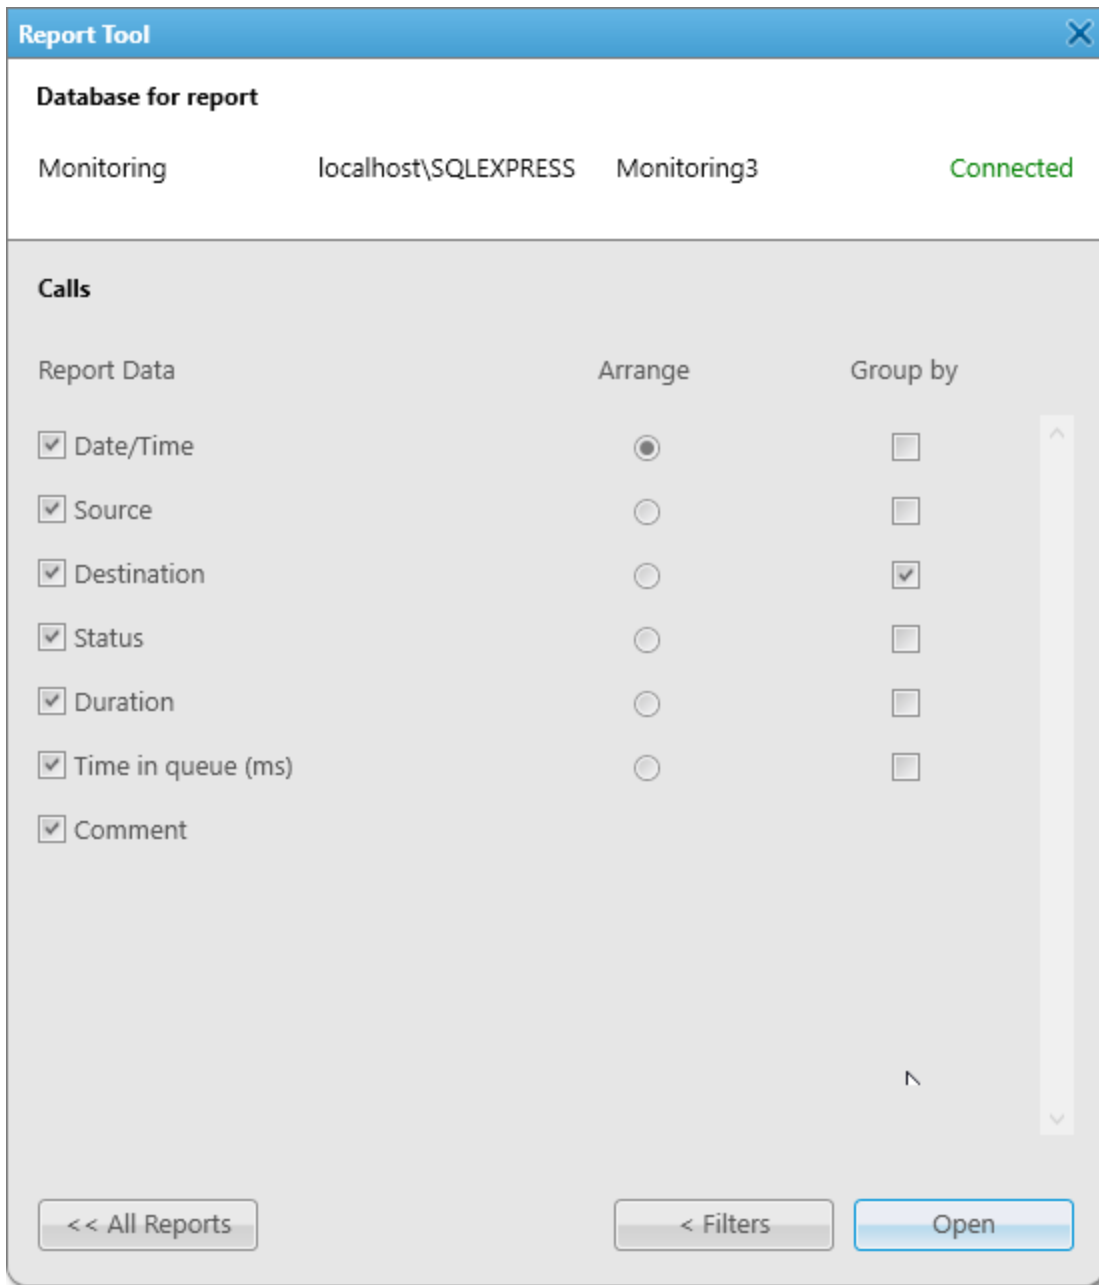 Report Tool
Database for report
Monitoring localhost\SQLEXPRESS Monitoring3 Connected
Calls
Report Data Arrange Group by
Date/Time
Source
Destination
Status
Duration
Time in queue (ms)
Comment
<< All Reports < Filters Open